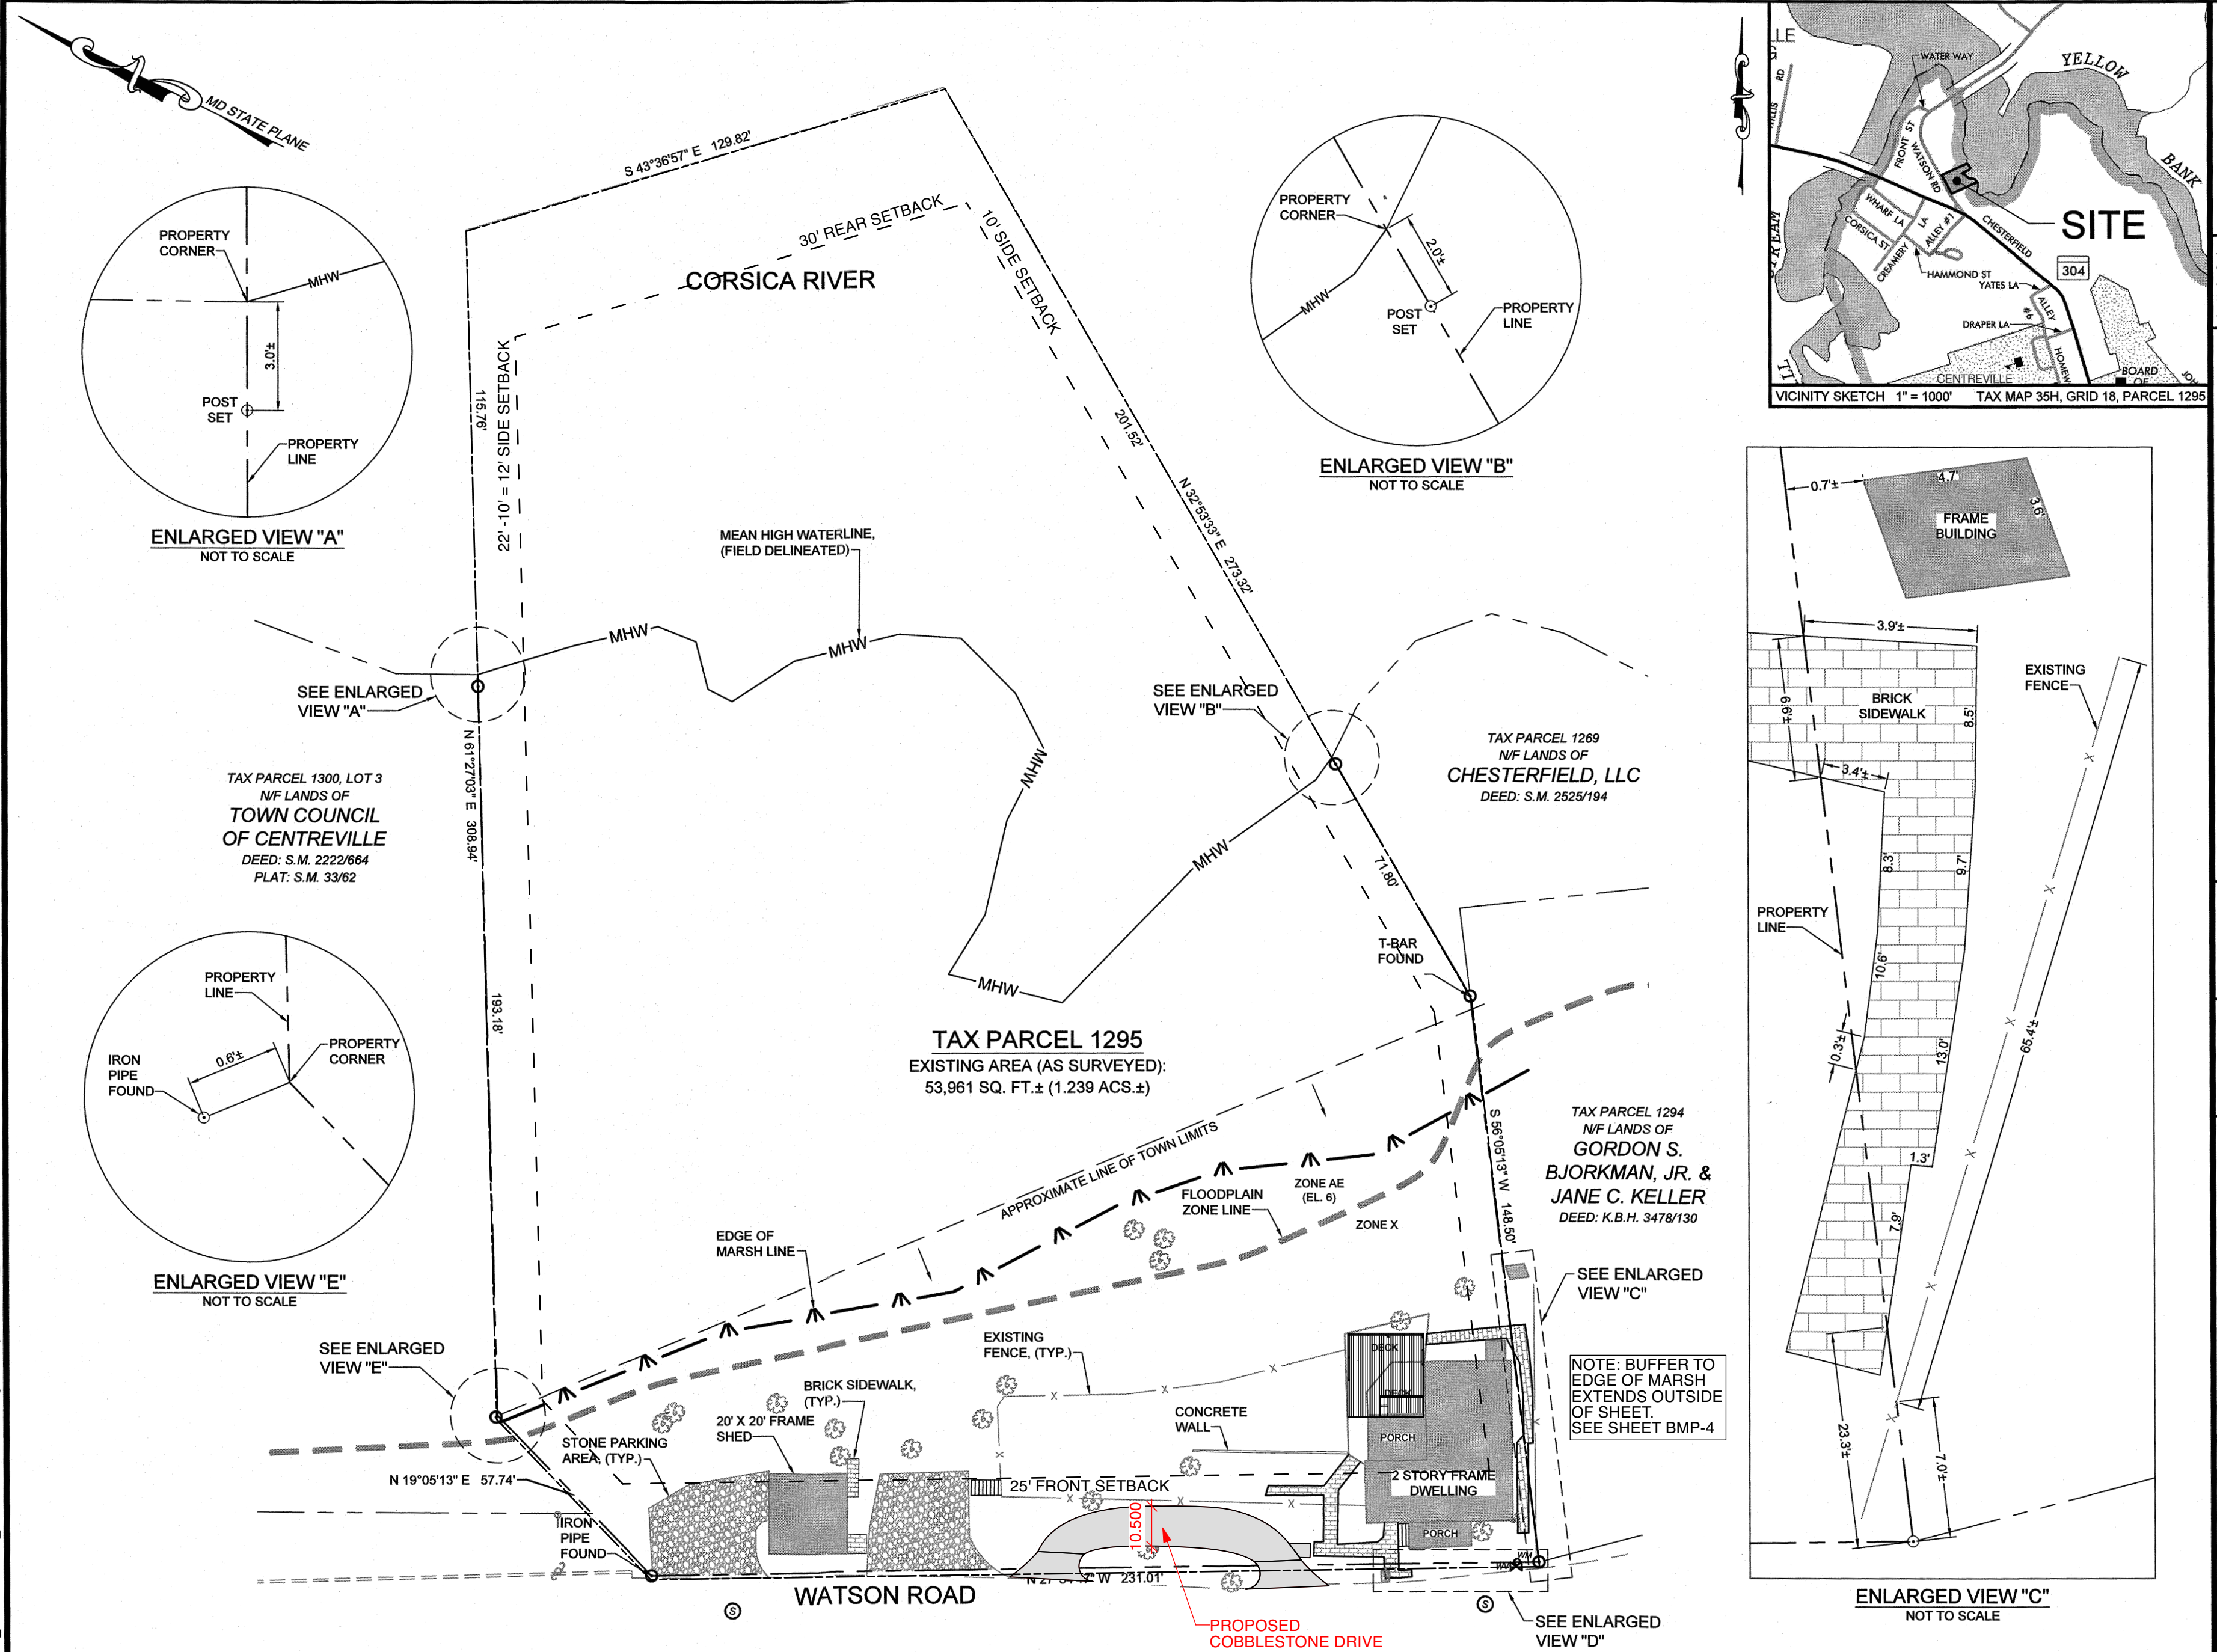 MD STATE PLANE
PROPERTY
CORNER
MHW
3.0'±
POST
SET
PROPERTY
LINE
ENLARGED VIEW "A"
NOT TO SCALE
S 43°36'57" E 129.82'
30' REAR SETBACK
10' SIDE SETBACK
CORSICA RIVER
115.76'
22' -10' = 12' SIDE SETBACK
201.52'
N 32°53'33" E 273.32'
MEAN HIGH WATERLINE,
(FIELD DELINEATED)
PROPERTY
CORNER
2.0'±
MHW
POST
SET
PROPERTY
LINE
ENLARGED VIEW "B"
NOT TO SCALE
YELLOW
BANK
STREAM
WATER WAY
FRONT ST
WATSON RD
WHARF LA
CORSICA ST
CREAMERY
LA
ALLEY #1
CHESTERFIELD
HAMMOND ST
YATES LA
SITE
304
ALLEY
#6
DRAPER LA
CENTREVILLE
BOARD
OF
RD
VICINITY SKETCH 1" = 1000' TAX MAP 35H, GRID 18, PARCEL 1295
MHW
MHW
MHW
MHW
MHW
SEE ENLARGED
VIEW "A"
N 61°27'03" E 308.94'
SEE ENLARGED
VIEW "B"
TAX PARCEL 1300, LOT 3
N/F LANDS OF
TOWN COUNCIL
OF CENTREVILLE
DEED: S.M. 2222/664
PLAT: S.M. 33/62
TAX PARCEL 1269
N/F LANDS OF
CHESTERFIELD, LLC
DEED: S.M. 2525/194
71.80'
T-BAR
FOUND
193.18'
PROPERTY
LINE
IRON
PIPE
FOUND
0.6'±
PROPERTY
CORNER
ENLARGED VIEW "E"
NOT TO SCALE
TAX PARCEL 1295
EXISTING AREA (AS SURVEYED):
53,961 SQ. FT.± (1.239 ACS.±)
APPROXIMATE LINE OF TOWN LIMITS
ZONE AE
(EL. 6)
FLOODPLAIN
ZONE LINE
ZONE X
S 56°05'13" W 148.50'
TAX PARCEL 1294
N/F LANDS OF
GORDON S.
BJORKMAN, JR. &
JANE C. KELLER
DEED: K.B.H. 3478/130
EDGE OF
MARSH LINE
SEE ENLARGED
VIEW "C"
SEE ENLARGED
VIEW "E"
EXISTING
FENCE, (TYP.)
BRICK SIDEWALK,
(TYP.)
20' X 20' FRAME
SHED
STONE PARKING
AREA, (TYP.)
CONCRETE
WALL
DECK
DECK
PORCH
2 STORY FRAME
DWELLING
PORCH
NOTE: BUFFER TO
EDGE OF MARSH
EXTENDS OUTSIDE
OF SHEET.
SEE SHEET BMP-4
N 19°05'13" E 57.74'
25' FRONT SETBACK
IRON
PIPE
FOUND
10.500
W 231.01'
WM
WATSON ROAD
S
S
PROPOSED
COBBLESTONE DRIVE
SEE ENLARGED
VIEW "D"
0.7'±
4.7'
3.6'
FRAME
BUILDING
3.9'±
6.6'±
BRICK
SIDEWALK
8.5'
EXISTING
FENCE
3.4'±
8.3'
9.7'
PROPERTY
LINE
10.6'
0.3'±
13.0'
65.4'±
1.3'
7.9'
23.3'±
7.0'±
ENLARGED VIEW "C"
NOT TO SCALE